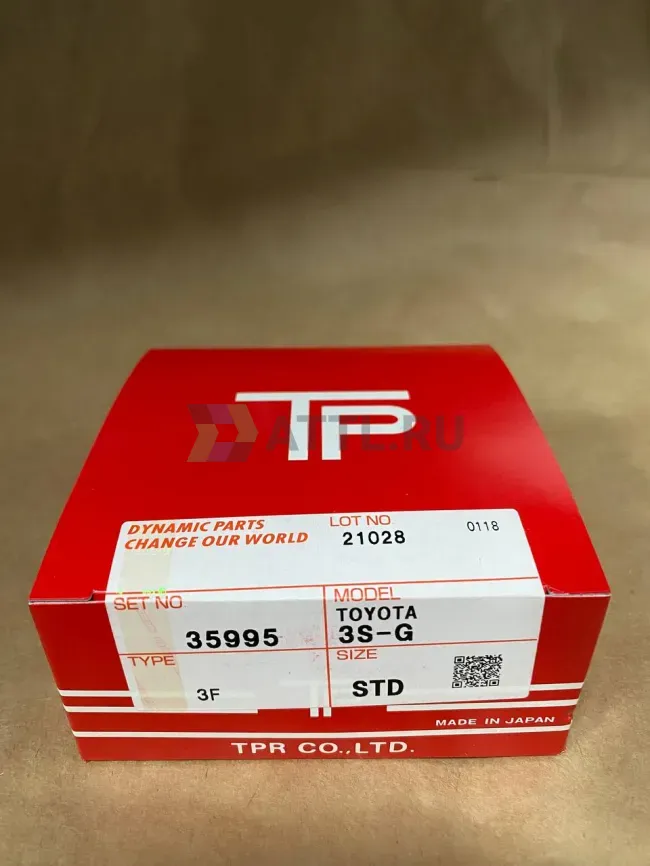 TP
ATTL.RU
DYNAMIC PARTS
CHANGE OUR WORLD
LOT NO.
21028
0118
SET NO.
35995
MODEL
TOYOTA
3S-G
TYPE
3F
SIZE
STD
MADE IN JAPAN
TPR CO.,LTD.